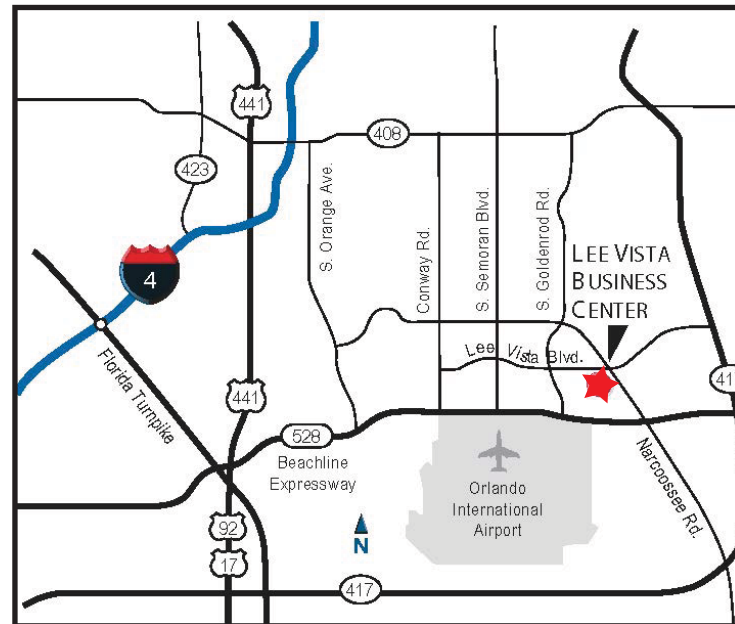 441
408
423
S. Orange Ave.
Conway Rd.
S. Semoran Blvd.
S. Goldenrod Rd.
LEE VISTA
BUSINESS
CENTER
4
Florida Turnpike
Lee Vista Blvd.
441
41
528
Beachline
Expressway
Orlando
International
Airport
Narcoossee Rd.
92
N
17
417